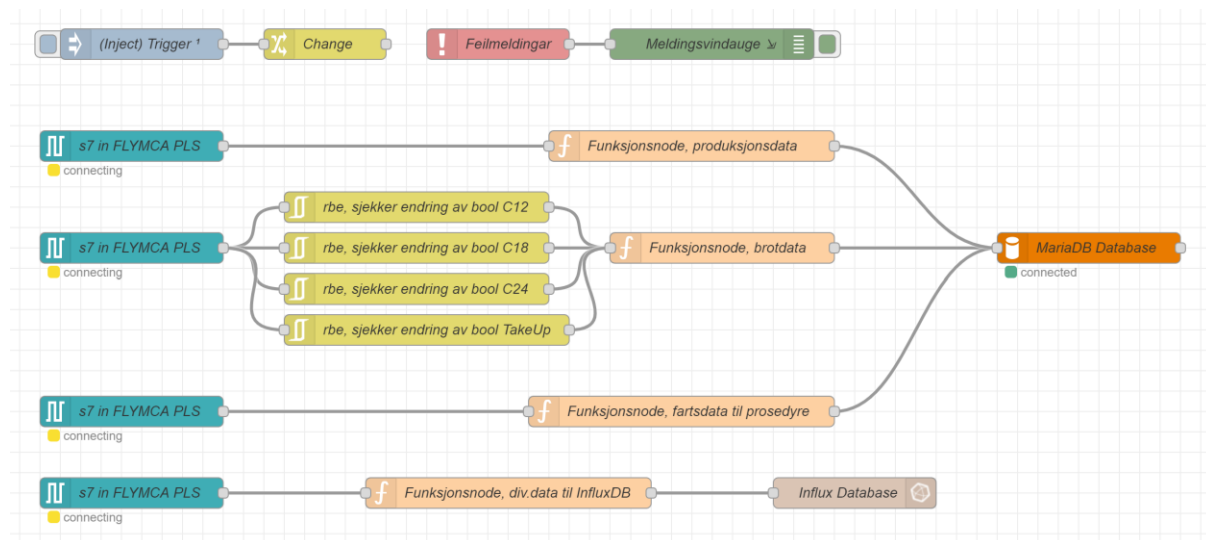 (Inject) Trigger ¹
Change
Feilmeldingar
Meldingsvindauge
s7 in FLYMCA PLS
Funksjonsnode, produksjonsdata
connecting
rbe, sjekker endring av bool C12
s7 in FLYMCA PLS
rbe, sjekker endring av bool C18
Funksjonsnode, brotdata
MariaDB Database
connecting
connected
rbe, sjekker endring av bool C24
rbe, sjekker endring av bool TakeUp
s7 in FLYMCA PLS
Funksjonsnode, fartsdata til prosedyre
connecting
s7 in FLYMCA PLS
Funksjonsnode, div.data til InfluxDB
Influx Database
connecting